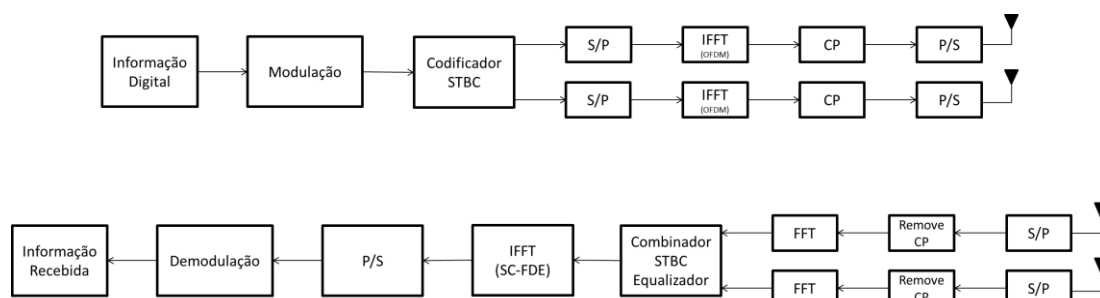 Informação
Digital
Modulação
Codificador
STBC
S/P
IFFT
(OFDM)
CP
P/S
S/P
IFFT
(OFDM)
CP
P/S
Informação
Recebida
Demodulação
P/S
IFFT
(SC-FDE)
Combinador
STBC
Equalizador
FFT
Remove
CP
S/P
FFT
Remove
CP
S/P